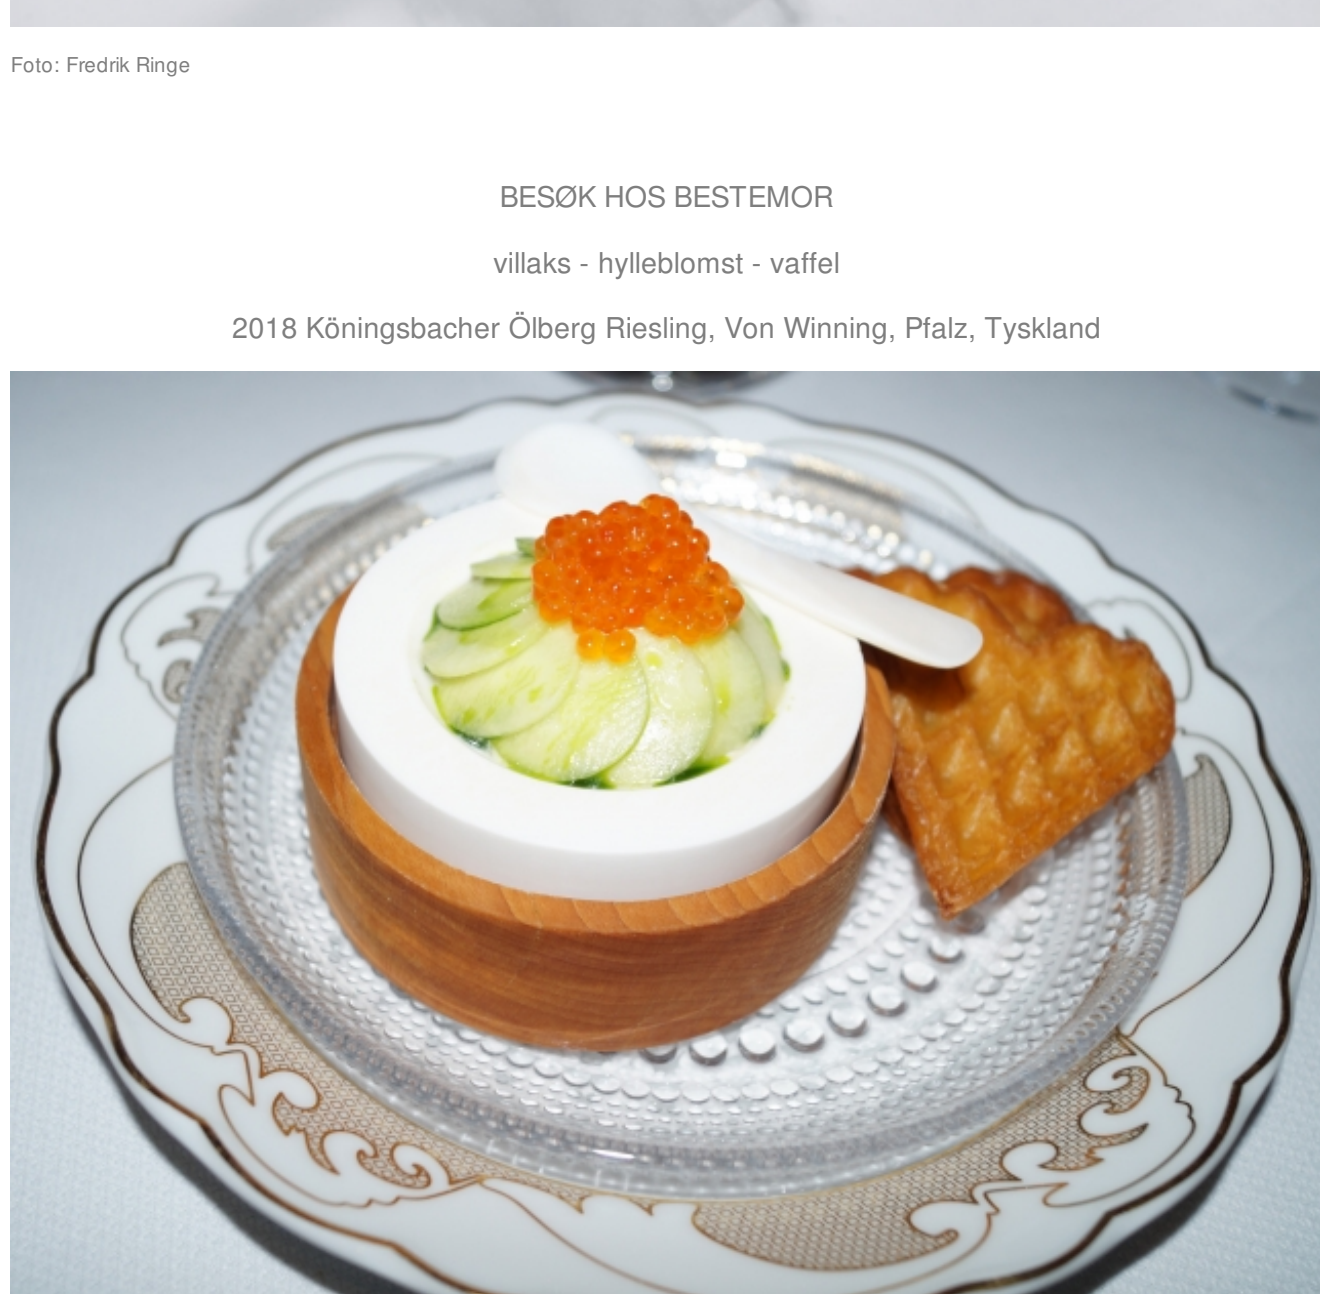 Foto: Fredrik Ringe
BESØK HOS BESTEMOR
villaks - hylleblomst - vaffel
2018 Köningsbacher Ölberg Riesling, Von Winning, Pfalz, Tyskland